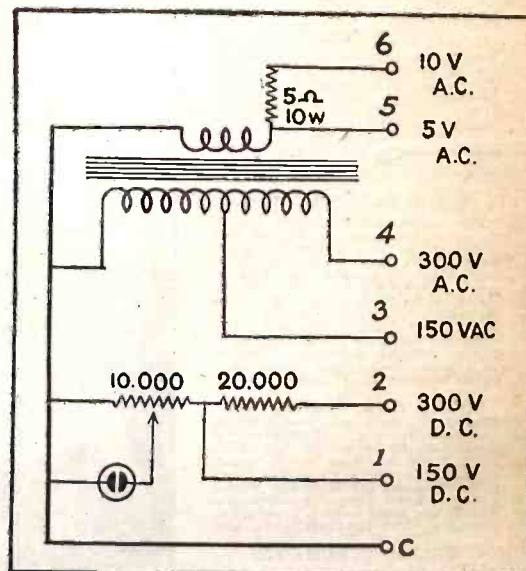 6
10 V
A.C.
5Ω
10W
5
5 V
A.C.
4
300 V
A.C.
3
150 VAC
10.000
20.000
2
300 V
D. C.
1
150 V
D.C.
C